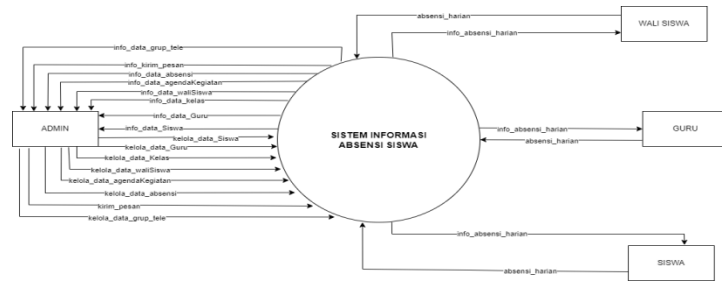 absensi_harian
WALI SISWA
info_absensi_harian
info_data_grup_tele
info_kirim_pesan
info_data_absensi
info_data_agendaKegiatan
info_data_waliSiswa
info_data_kelas
info_data_Guru
ADMIN
info_data_Siswa
kelola_data_Siswa
kelola_data_Guru
kelola_data_Kelas
kelola_data_waliSiswa
kelola_data_agendaKegiatan
kelola_data_absensi
kirim_pesan
kelola_data_grup_tele
SISTEM INFORMASI
ABSENSI SISWA
info_absensi_harian
GURU
absensi_harian
info_absensi_harian
SISWA
absensi_harian